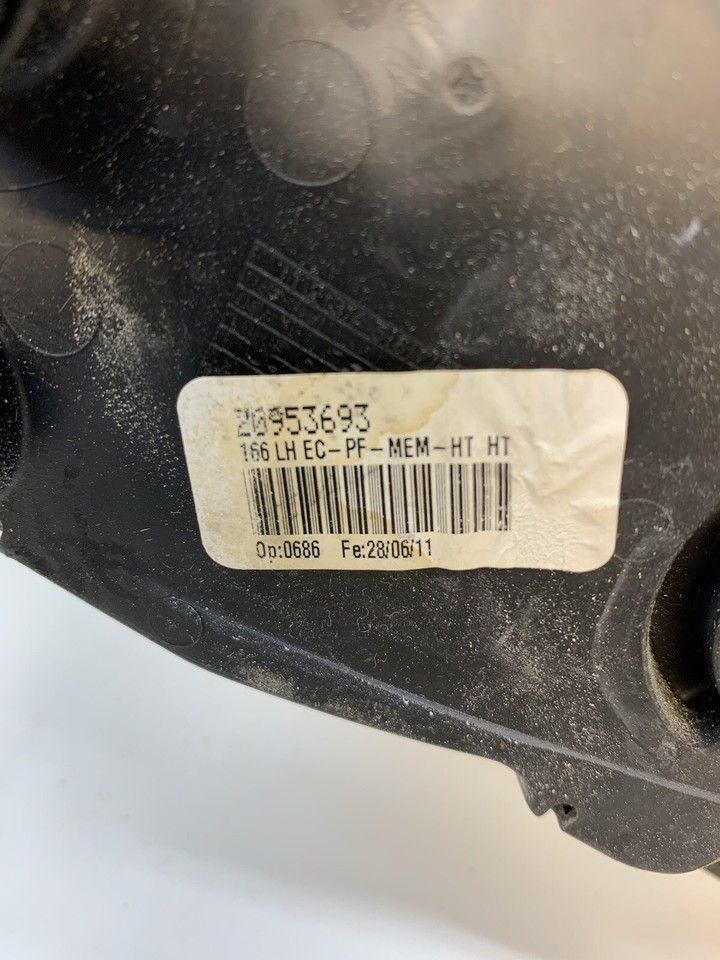 20953693
166 LH EC-PF-MEM-HT HT
Op:0686 Fe:28/06/11